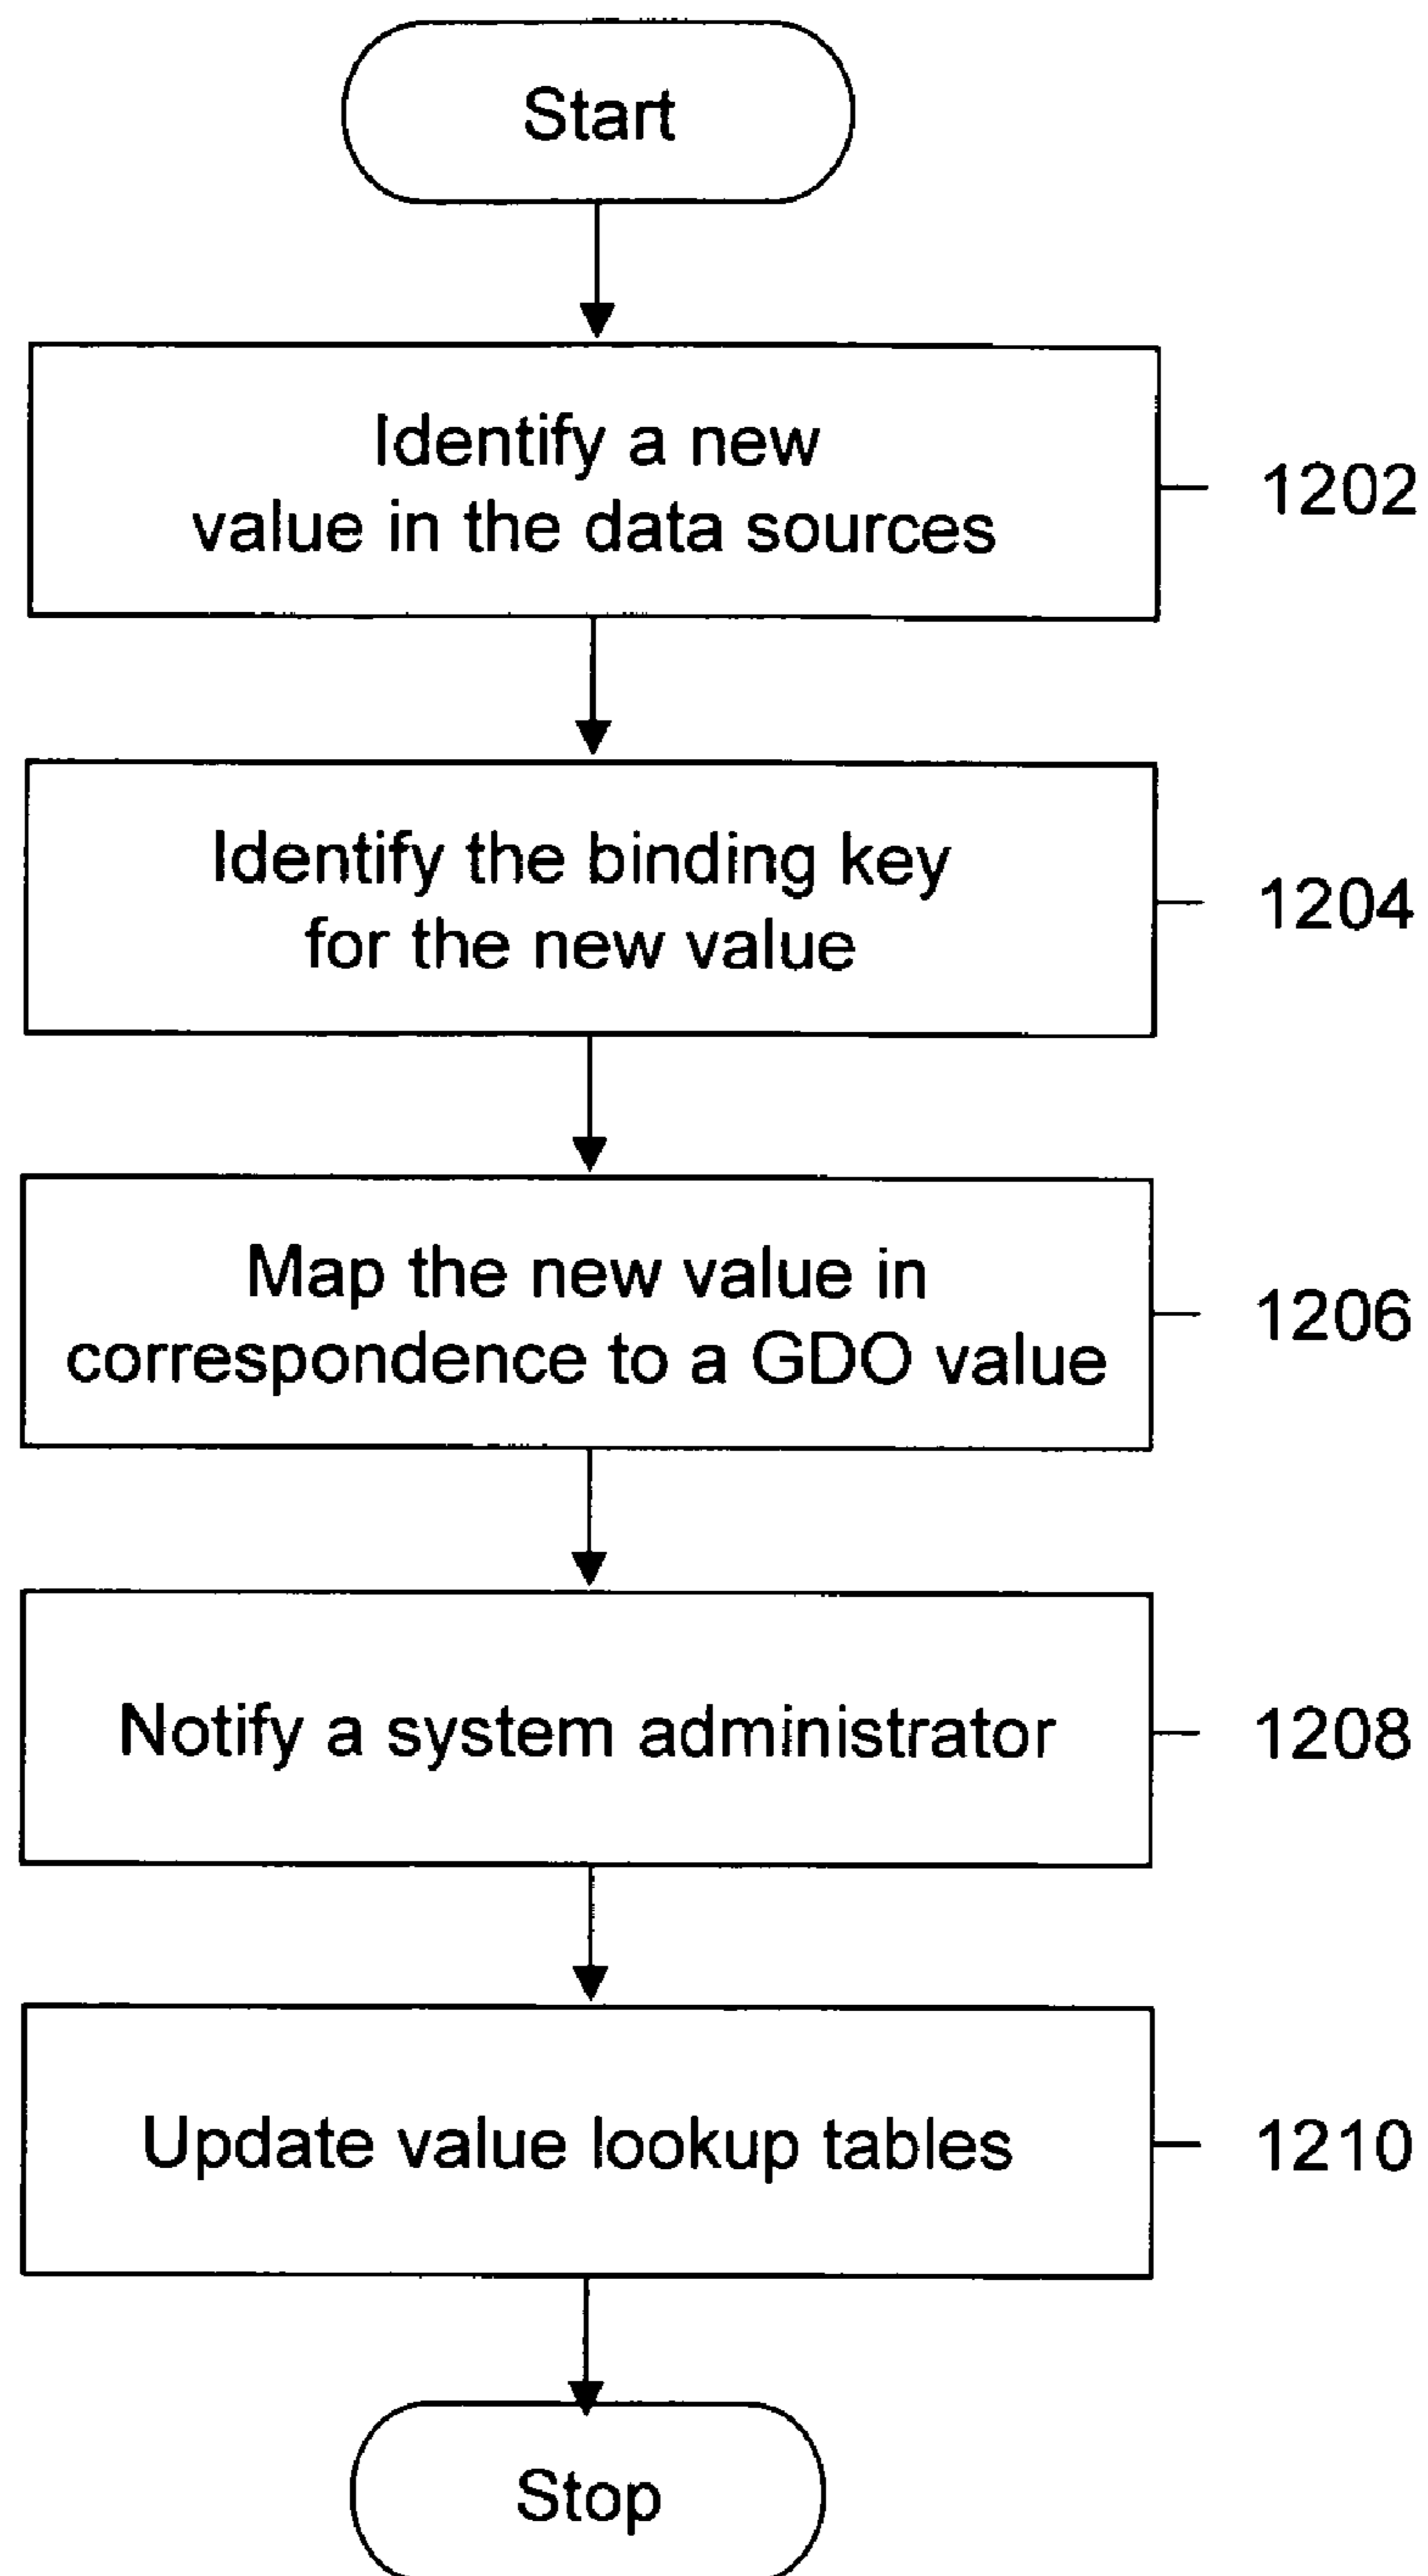 Start
Identify a new
value in the data sources
1202
Identify the binding key
for the new value
1204
Map the new value in
correspondence to a GDO value
1206
Notify a system administrator
1208
Update value lookup tables
1210
Stop